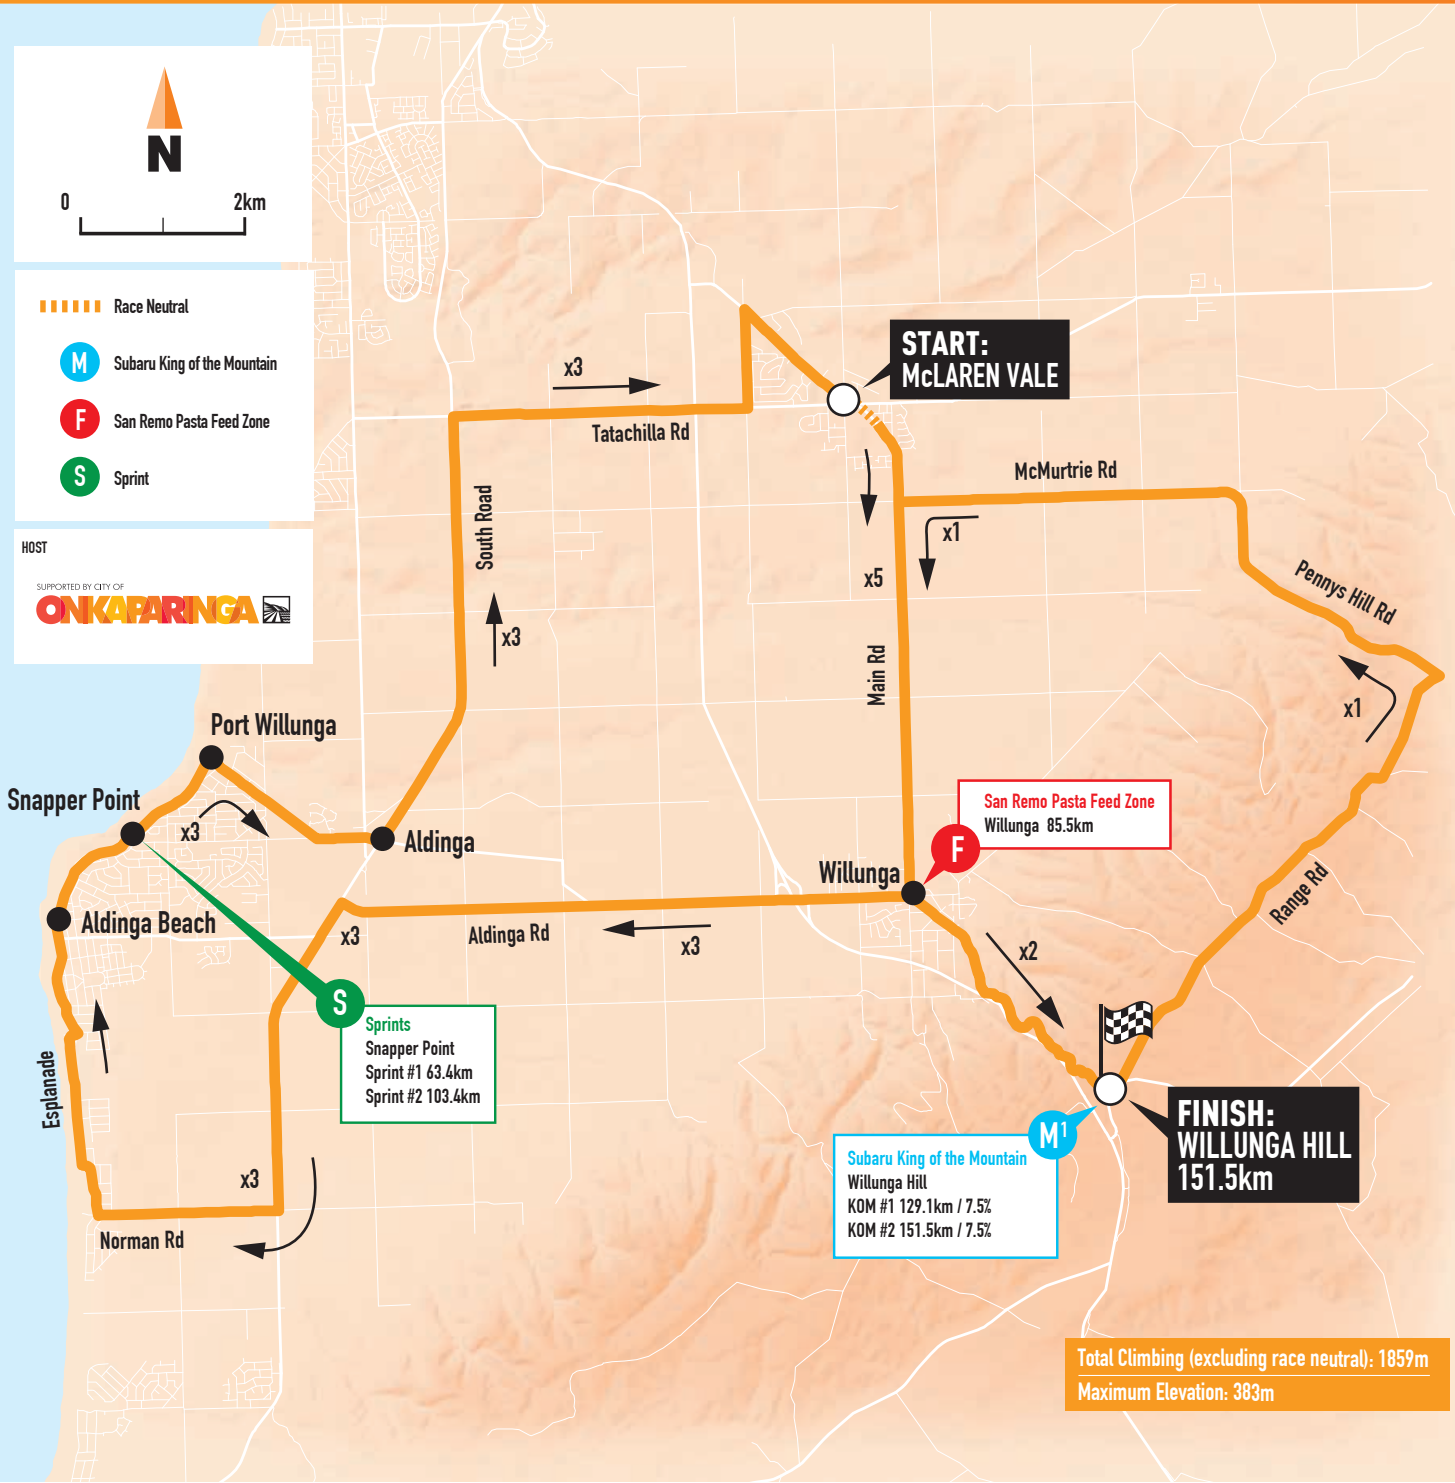 N
0 2km
Race Neutral
M Subaru King of the Mountain
F San Remo Pasta Feed Zone
S Sprint
HOST
SUPPORTED BY CITY OF
ONKAPARINGA
START:
McLAREN VALE
x3
Tatachilla Rd
McMurtrie Rd
x1
x5
South Road
x3
Pennys Hill Rd
Main Rd
x1
Port Willunga
Snapper Point
x3
Aldinga
San Remo Pasta Feed Zone
Willunga 85.5km
F
Willunga
Range Rd
Aldinga Beach
x3
Aldinga Rd
x3
x2
S
Sprints
Snapper Point
Sprint #1 63.4km
Sprint #2 103.4km
Esplanade
FINISH:
WILLUNGA HILL
151.5km
M1
Subaru King of the Mountain
Willunga Hill
KOM #1 129.1km / 7.5%
KOM #2 151.5km / 7.5%
x3
Norman Rd
Total Climbing (excluding race neutral): 1859m
Maximum Elevation: 383m